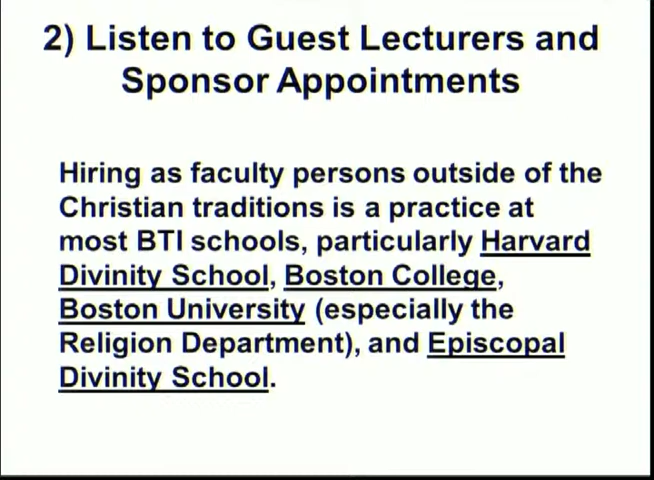 2) Listen to Guest Lecturers and
Sponsor Appointments
Hiring as faculty persons outside of the
Christian traditions is a practice at
most BTI schools, particularly Harvard
Divinity School, Boston College,
Boston University (especially the
Religion Department), and Episcopal
Divinity School.